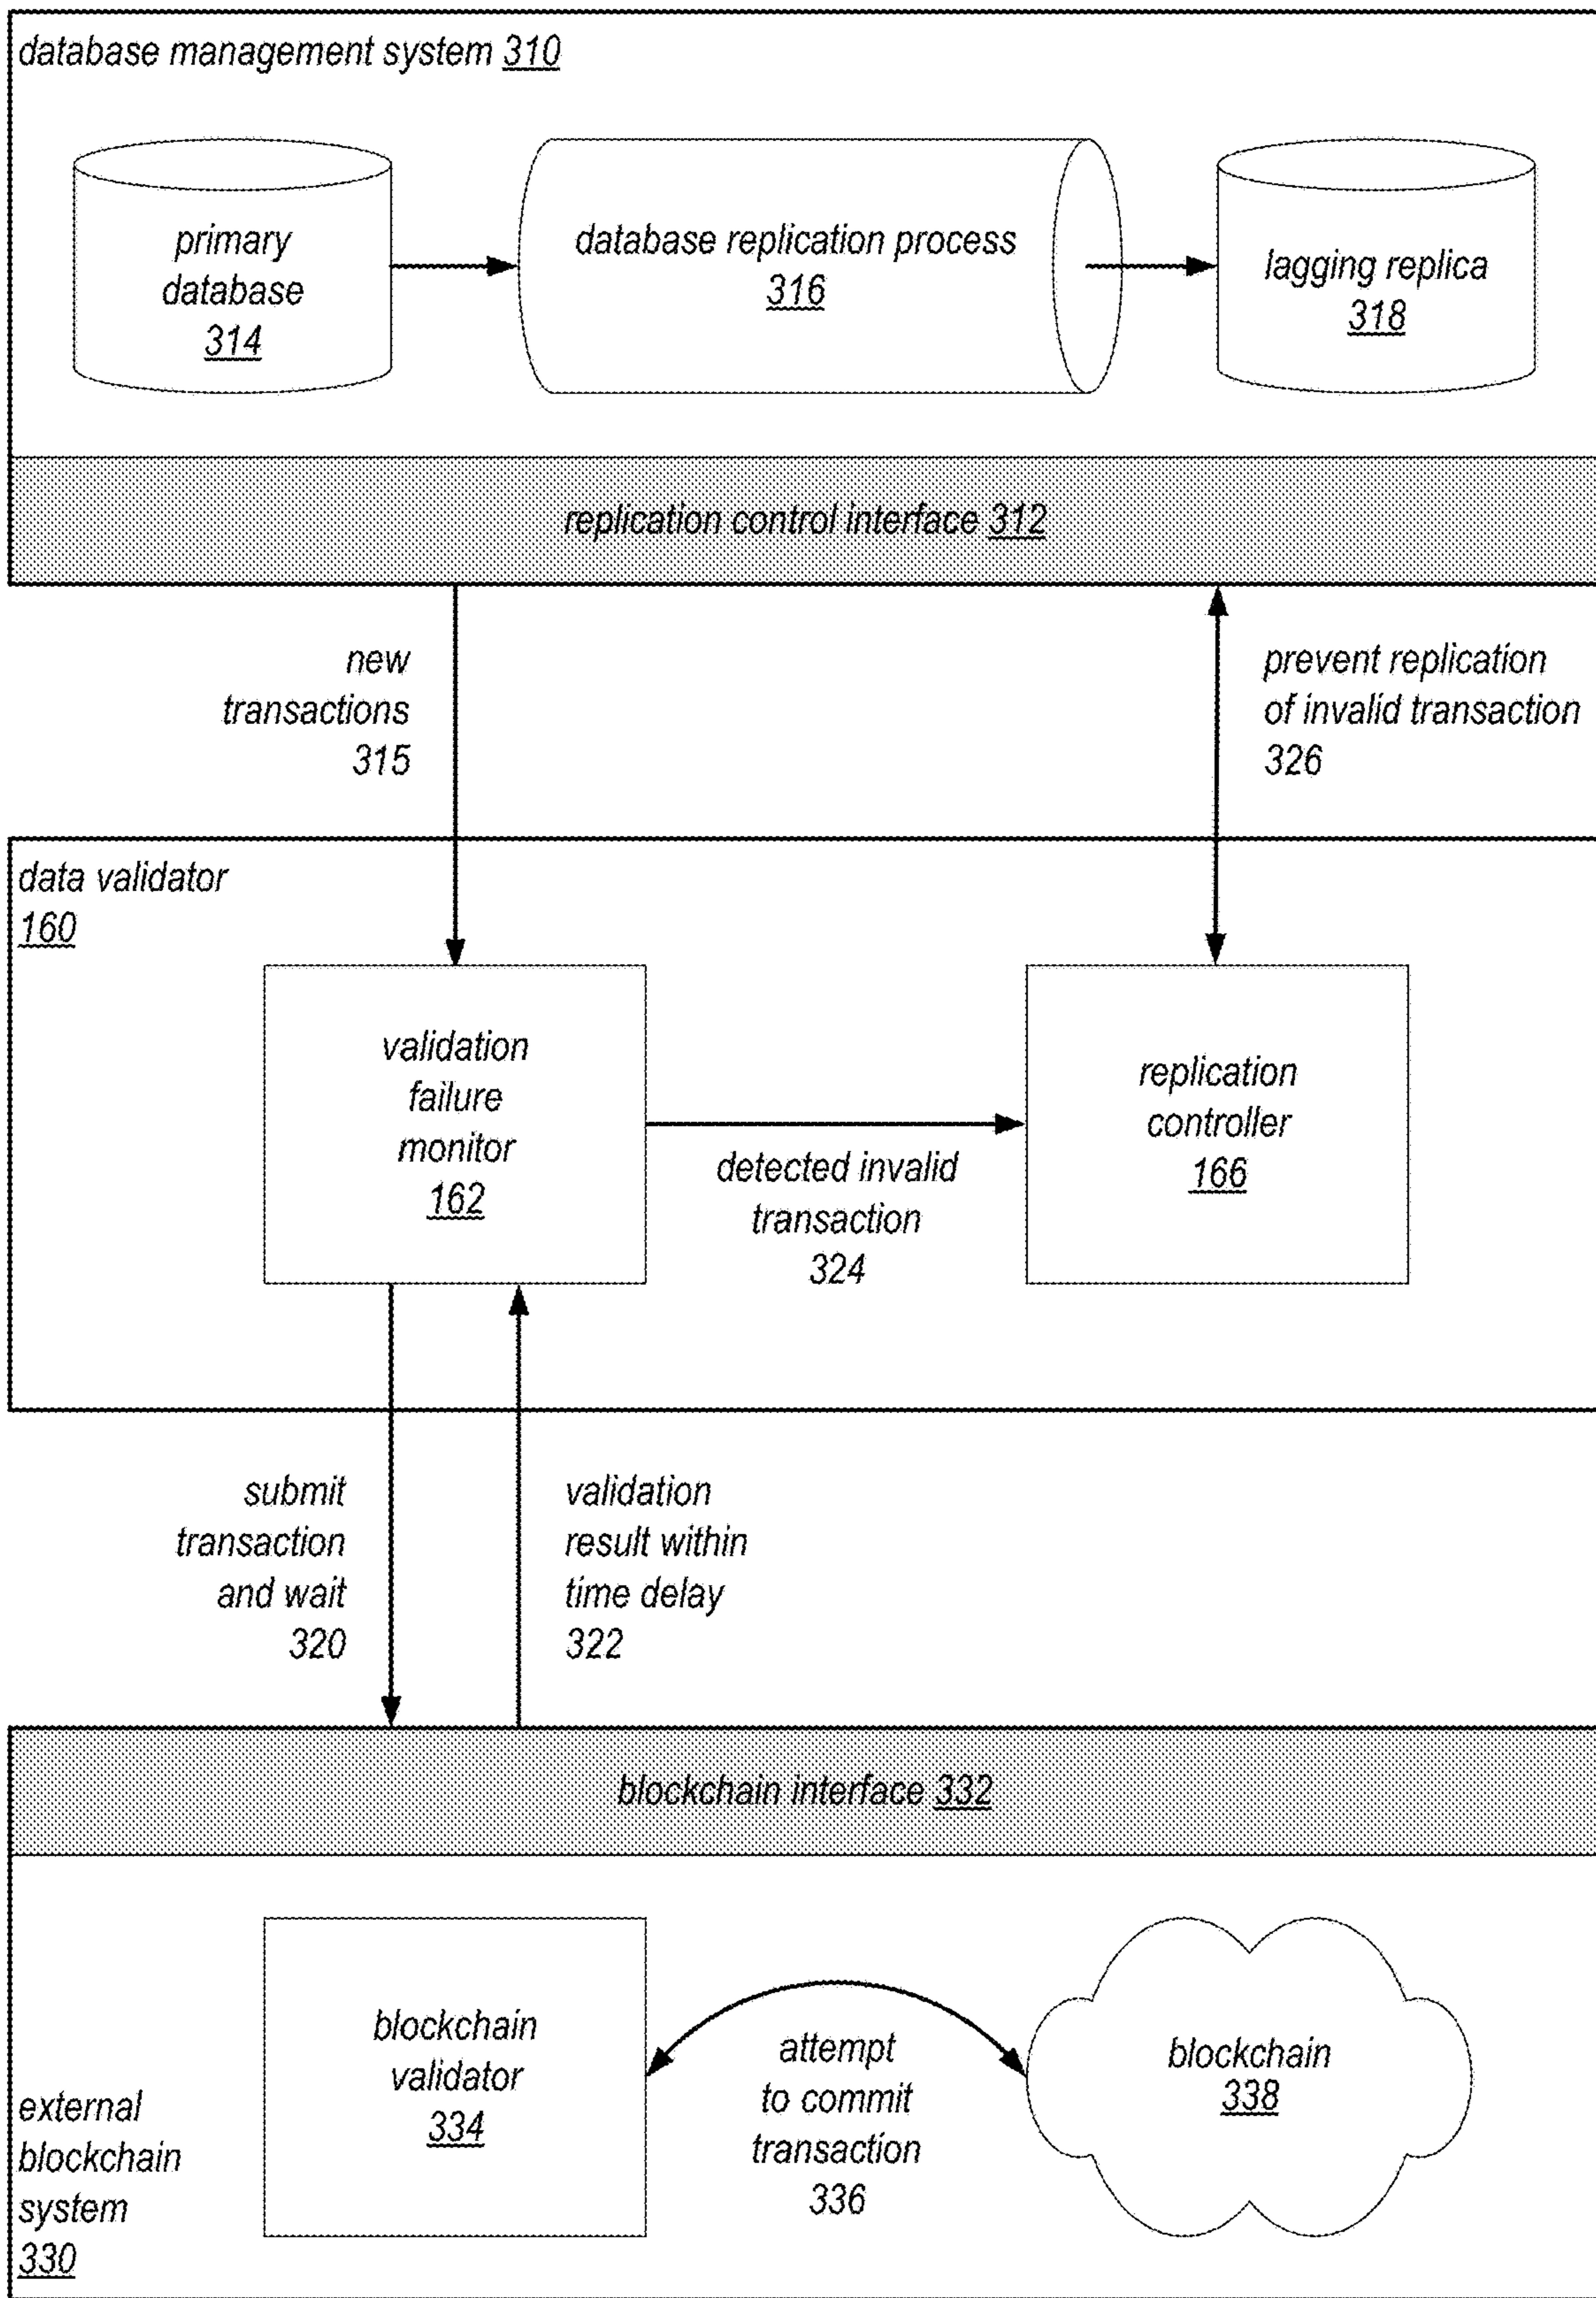 database management system 310
primary
database
314
database replication process
316
lagging replica
318
replication control interface 312
new
transactions
315
prevent replication
of invalid transaction
326
data validator
160
validation
failure
monitor
162
detected invalid
transaction
324
replication
controller
166
submit
transaction
and wait
320
validation
result within
time delay
322
blockchain interface 332
blockchain
validator
334
attempt
to commit
transaction
336
blockchain
338
external
blockchain
system
330